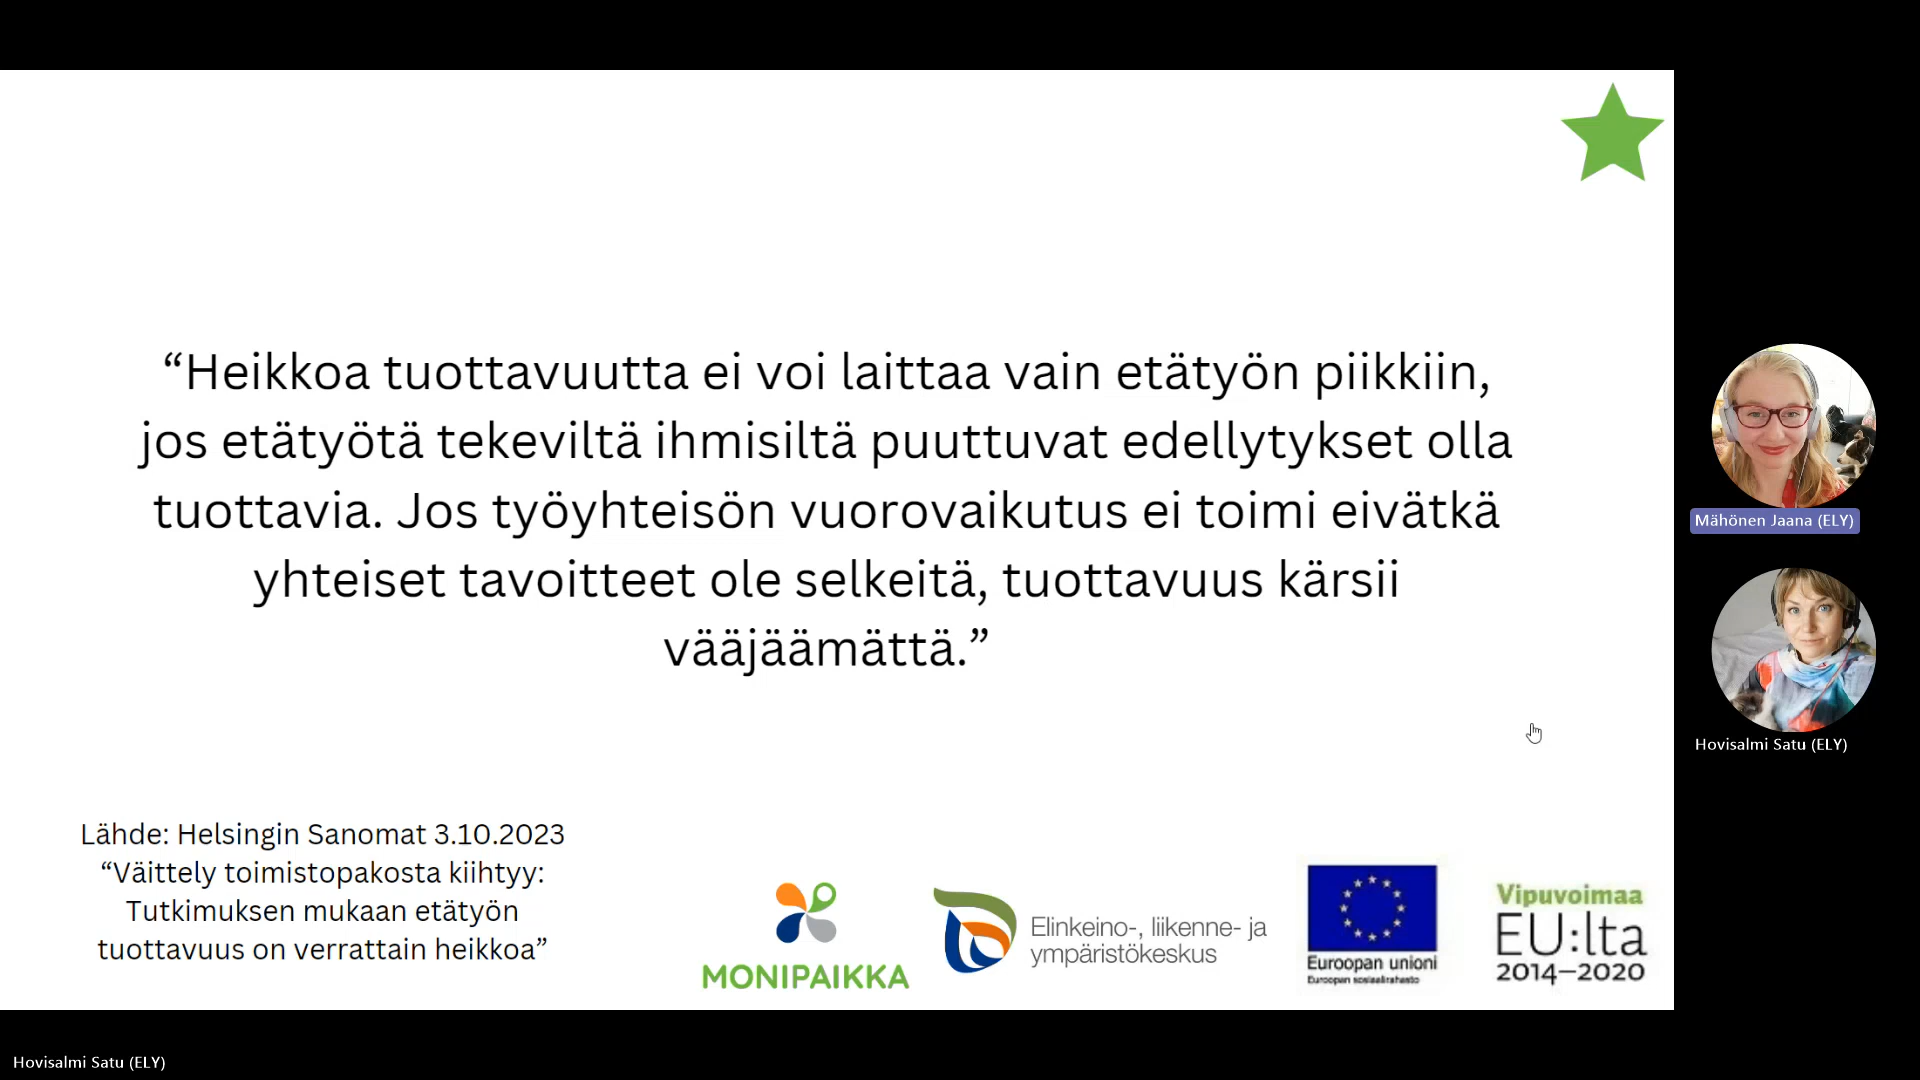 “Heikkoa tuottavuutta ei voi laittaa vain etätyön piikkiin,
jos etätyötä tekeviltä ihmisiltä puuttuvat edellytykset olla
tuottavia. Jos työyhteisön vuorovaikutus ei toimi eivätkä
yhteiset tavoitteet ole selkeitä, tuottavuus kärsii
vääjäämättä.”
Lähde: Helsingin Sanomat 3.10.2023
“Väittely toimistopakosta kiihtyy:
Tutkimuksen mukaan etätyön
tuottavuus on verrattain heikkoa”
MONIPAIKKA
Elinkeino-, liikenne- ja
ympäristökeskus
Euroopan unioni
Euroopan sosiaalirahasto
Vipuvoimaa
EU:lta
2014–2020
Mähönen Jaana (ELY)
Hovisalmi Satu (ELY)
Hovisalmi Satu (ELY)